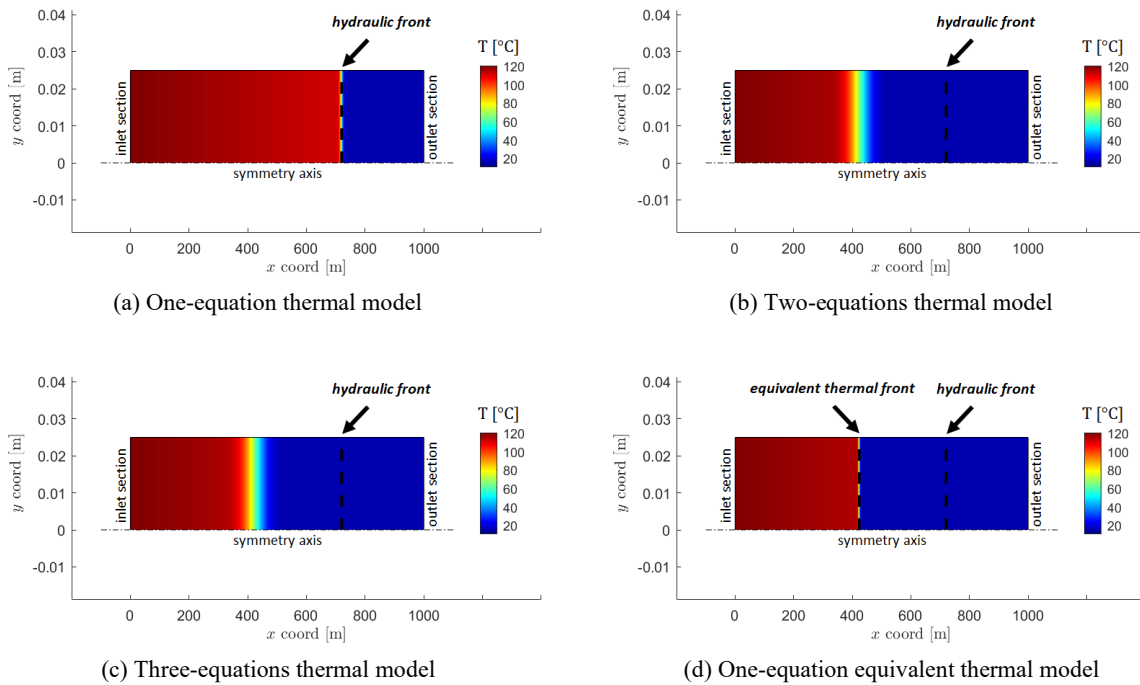 hydraulic front
0.04
0.03
0.02
0.01
0
-0.01
y coord [m]
inlet section
outlet section
symmetry axis
0 200 400 600 800 1000
x coord [m]
T [°C]
120
100
80
60
40
20
(a) One-equation thermal model
hydraulic front
0.04
0.03
0.02
0.01
0
-0.01
y coord [m]
inlet section
outlet section
symmetry axis
0 200 400 600 800 1000
x coord [m]
T [°C]
120
100
80
60
40
20
(b) Two-equations thermal model
hydraulic front
0.04
0.03
0.02
0.01
0
-0.01
y coord [m]
inlet section
outlet section
symmetry axis
0 200 400 600 800 1000
x coord [m]
T [°C]
120
100
80
60
40
20
(c) Three-equations thermal model
equivalent thermal front hydraulic front
0.04
0.03
0.02
0.01
0
-0.01
y coord [m]
inlet section
outlet section
symmetry axis
0 200 400 600 800 1000
x coord [m]
T [°C]
120
100
80
60
40
20
(d) One-equation equivalent thermal model